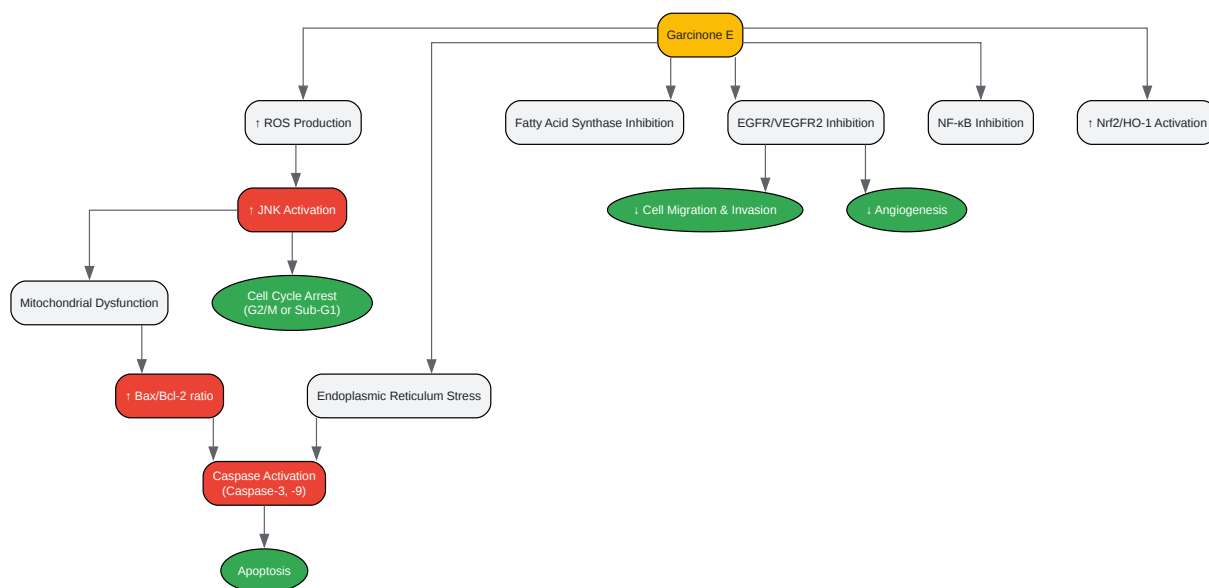 Garcinone E
↑ ROS Production
Fatty Acid Synthase Inhibition
EGFR/VEGFR2 Inhibition
NF-κB Inhibition
↑ Nrf2/HO-1 Activation
↑ JNK Activation
↓ Cell Migration & Invasion
↓ Angiogenesis
Mitochondrial Dysfunction
Cell Cycle Arrest
(G2/M or Sub-G1)
↑ Bax/Bcl-2 ratio
Endoplasmic Reticulum Stress
Caspase Activation
(Caspase-3, -9)
Apoptosis